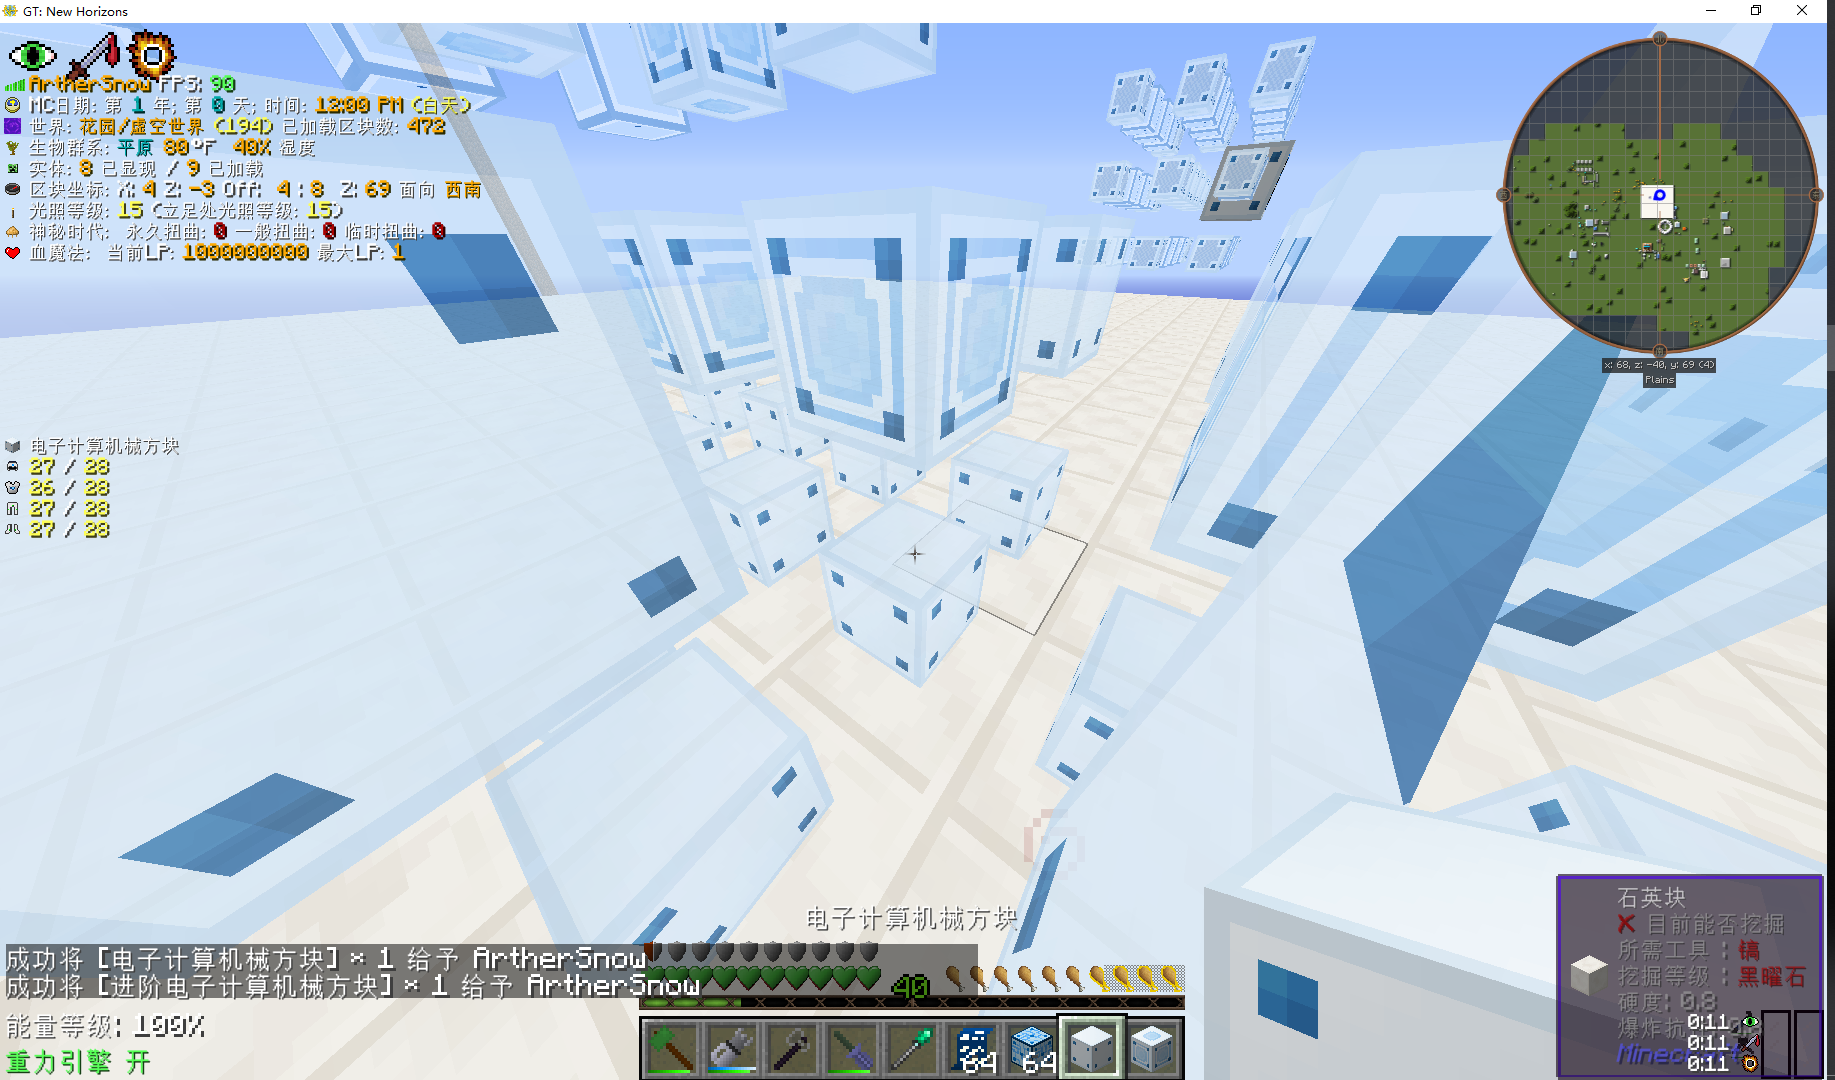 GT: New Horizons
ArtherSnow FPS: 90
MC日期: 第 1 年; 第 0 天; 时间: 12:00 PM (白天)
世界: 花园/虚空世界 (194) 已加载区块数: 472
生物群系: 平原 80°F 40% 湿度
实体: 8 已显现 / 9 已加载
区块坐标: X: 4 Z: -3 Off: 4 : 8 Z: 69 面向 西南
光照等级: 15 (立足处光照等级: 15)
神秘时代: 永久扭曲: 0 一般扭曲: 0 临时扭曲: 0
血魔法: 当前LP: 1000000000 最大LP: 1
x: 68, z: -40, y: 69 (4)
Plains
电子计算机械方块
27 / 28
26 / 28
27 / 28
27 / 28
电子计算机械方块
成功将 [电子计算机械方块] × 1 给予 ArtherSnow
成功将 [进阶电子计算机械方块] × 1 给予 ArtherSnow
40
能量等级: 100%
重力引擎 开
64
64
石英块
目前能否挖掘
所需工具 : 镐
挖掘等级 : 黑曜石
硬度: 0.8
爆炸抗
0:11
0:11
0:11